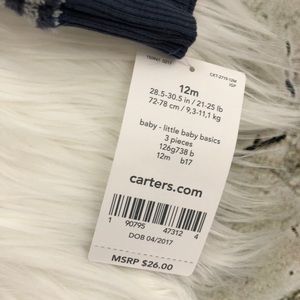 12m
28.5-30.5 in / 21-25 lb
72-78 cm / 9,3-11,1 kg
baby - little baby basics
3 pieces
126g738 b
12m b17
carters.com
1 90795 47312 4
DOB 04/2017
MSRP $26.00